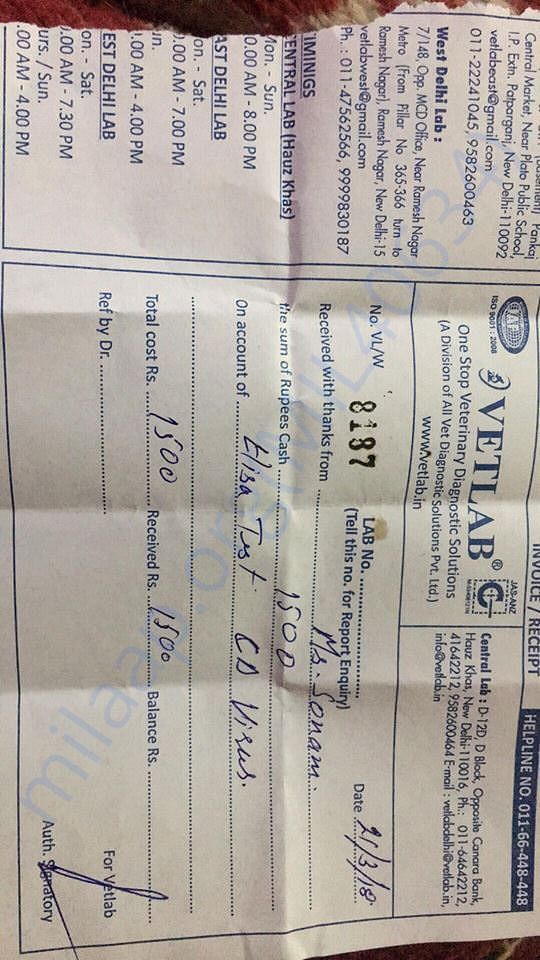 INVOICE / RECEIPT
HELPLINE NO. 011-66-448-448
ISO 9001 : 2008
VETLAB®
JAS-ANZ
One Stop Veterinary Diagnostic Solutions
(A Division of All Vet Diagnostic Solutions Pvt. Ltd.)
www.vetlab.in
Central Lab : D-12D, D Block, Opposite Canara Bank,
Hauz Khas, New Delhi-110016, Ph.: 011-64642212,
41642212, 9582600464 E-mail : vetlabdelhi@vetlab.in,
info@vetlab.in
No. VL/W 8187 LAB No. ........................
(Tell this no. for Report Enquiry)
Date 21/3/18
Received with thanks from Ms. Sonam.
the sum of Rupees Cash 1500
On account of Elisa Test. CD Virus.
Total cost Rs. 1500 Received Rs. 1500 Balance Rs. ........................
Ref by Dr. ........................
For Vetlab
Auth. Signatory
Central Market, Near Plato Public School,
I.P. Extn. Patparganj, New Delhi-110092
vetlabeast@gmail.com
011-22241045, 9582600463
West Delhi Lab :
7/148, Opp. MCD Office, Near Ramesh Nagar
Metro (From Pillar No 365-366 turn to
Ramesh Nagar), Ramesh Nagar, New Delhi-15
vetlabwest@gmail.com
Ph.: 011-47562566, 9999830187
TIMINIGS
CENTRAL LAB (Hauz Khas)
Mon. - Sun.
0.00 AM - 8.00 PM
AST DELHI LAB
on. - Sat.
.00 AM - 7.00 PM
un.
.00 AM - 4.00 PM
EST DELHI LAB
on. - Sat.
.00 AM - 7.30 PM
urs. / Sun.
.00 AM - 4.00 PM